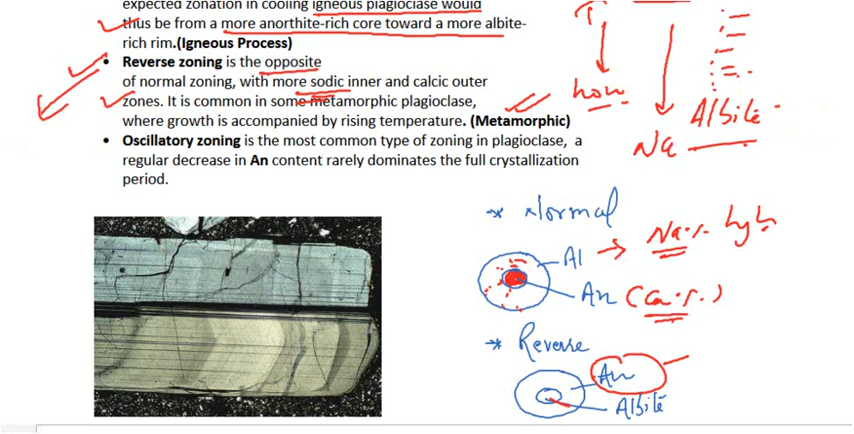 expected zonation in cooling igneous plagioclase would
thus be from a more anorthite-rich core toward a more albite-
rich rim.(Igneous Process)
• Reverse zoning is the opposite
of normal zoning, with more sodic inner and calcic outer
zones. It is common in some metamorphic plagioclase,
where growth is accompanied by rising temperature. (Metamorphic)
• Oscillatory zoning is the most common type of zoning in plagioclase, a
regular decrease in An content rarely dominates the full crystallization
period.
T
low
Na
Albite
Normal
Al → Na % high
An (Ca %)
Reverse
An
Albite